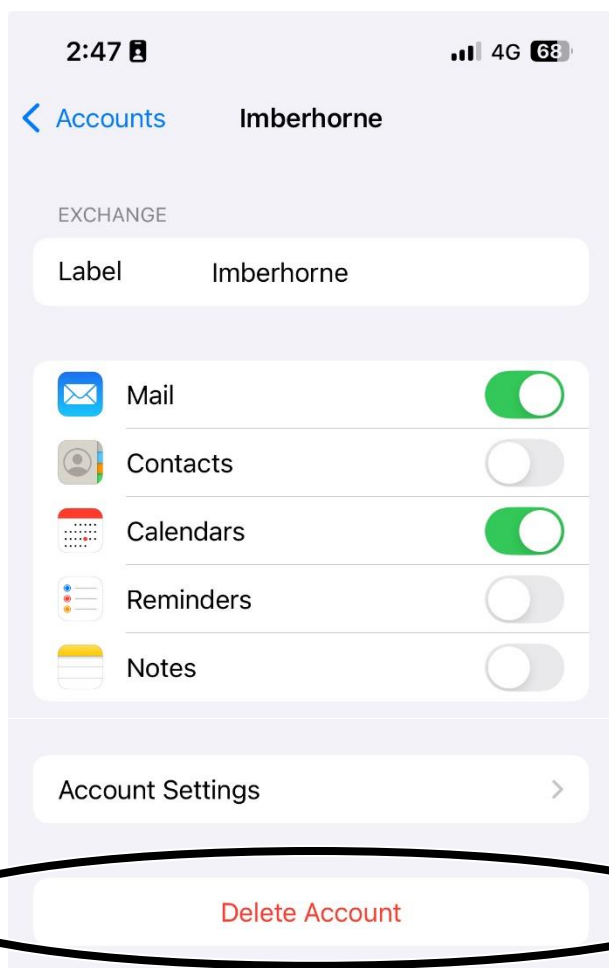 2:47 4G 68
Accounts Imberhorne
EXCHANGE
Label Imberhorne
Mail
Contacts
Calendars
Reminders
Notes
Account Settings
Delete Account